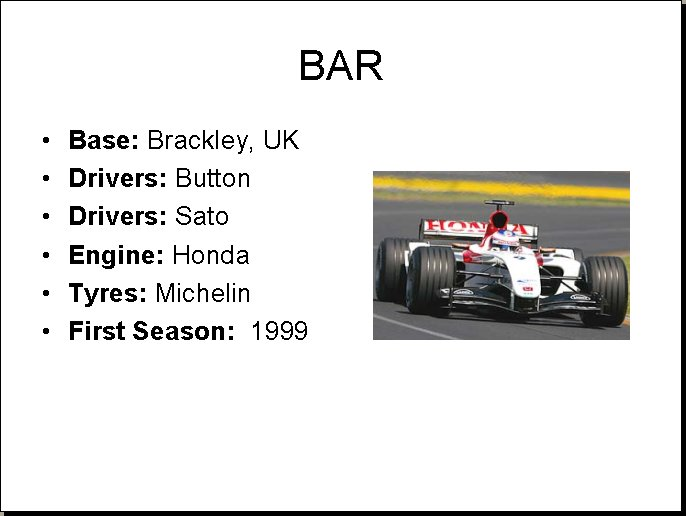 BAR
• Base: Brackley, UK
• Drivers: Button
• Drivers: Sato
• Engine: Honda
• Tyres: Michelin
• First Season:  1999
HONDA